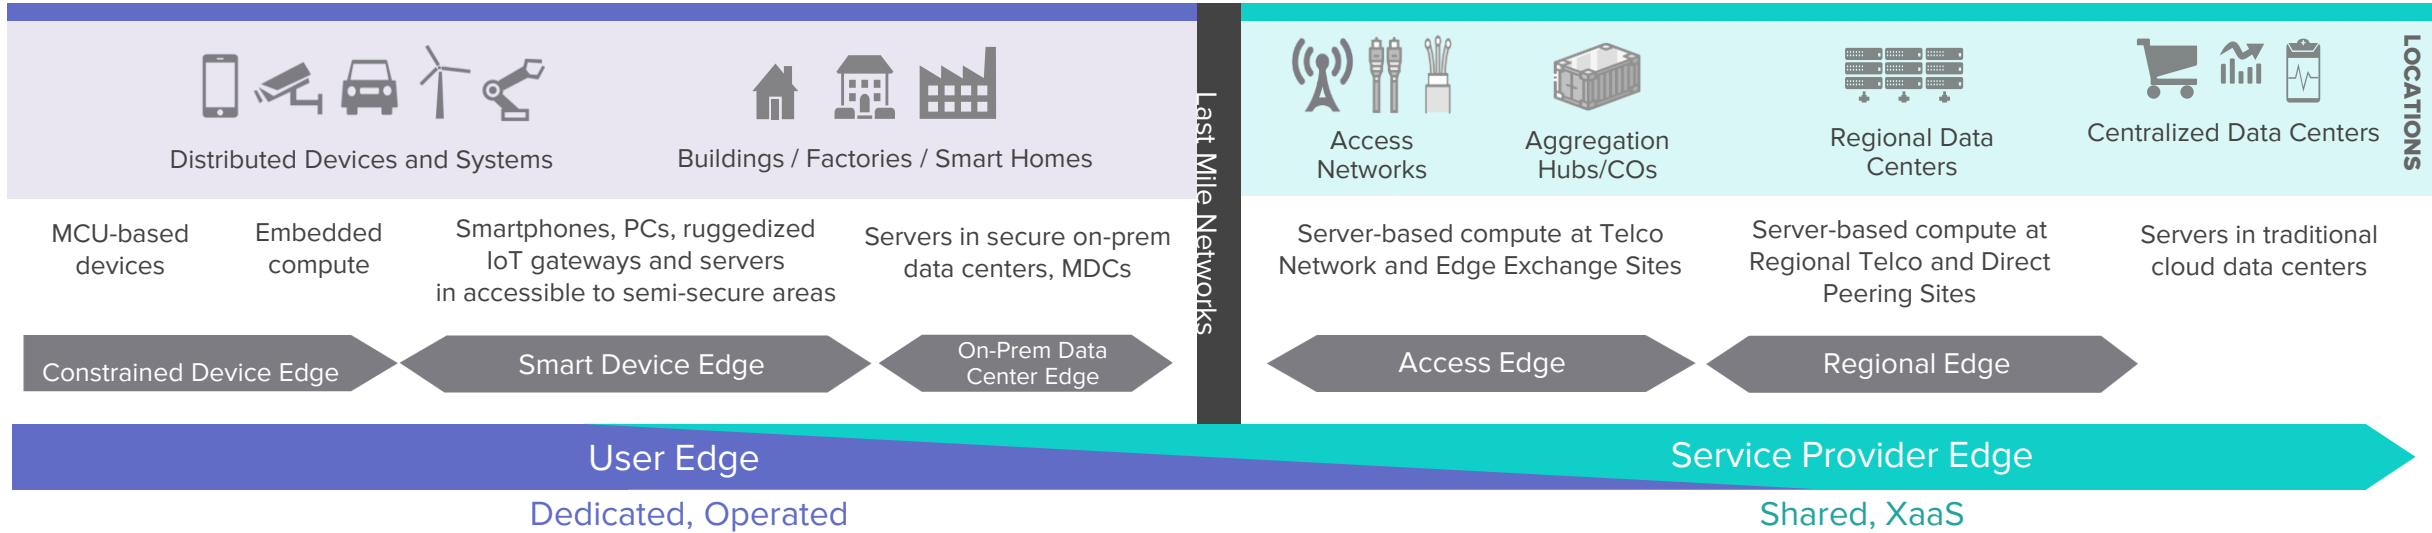 Distributed Devices and Systems
Buildings / Factories / Smart Homes
Last Mile Networks
Access
Networks
Aggregation
Hubs/COs
Regional Data
Centers
Centralized Data Centers
LOCATIONS
MCU-based
devices
Embedded
compute
Smartphones, PCs, ruggedized
IoT gateways and servers
in accessible to semi-secure areas
Servers in secure on-prem
data centers, MDCs
Server-based compute at Telco
Network and Edge Exchange Sites
Server-based compute at
Regional Telco and Direct
Peering Sites
Servers in traditional
cloud data centers
Constrained Device Edge
Smart Device Edge
On-Prem Data
Center Edge
Access Edge
Regional Edge
User Edge
Service Provider Edge
Dedicated, Operated
Shared, XaaS